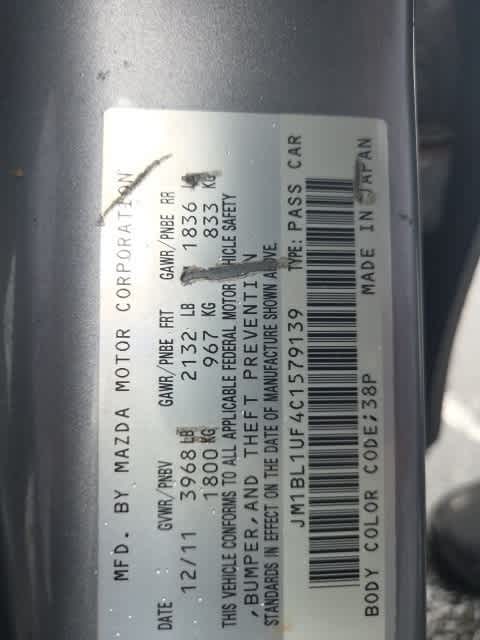 MFD. BY MAZDA MOTOR CORPORATION
DATE : GVWR/PNBV GAWR/PNBE FRT GAWR/PNBE RR
12/11 3968 LB 2132 LB 1836
1800 KG 967 KG 833 KG
THIS VEHICLE CONFORMS TO ALL APPLICABLE FEDERAL MOTOR VEHICLE SAFETY
,BUMPER,AND THEFT PREVENTION
STANDARDS IN EFFECT ON THE DATE OF MANUFACTURE SHOWN ABOVE.
JM1BL1UF4C1579139 TYPE: PASS CAR
BODY COLOR CODE;38P MADE IN JAPAN